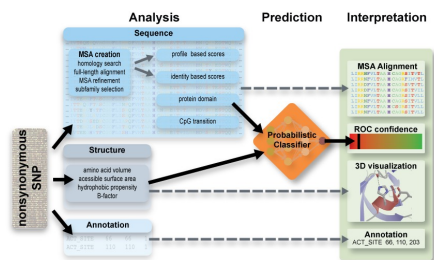 Analysis
Prediction
Interpretation
Sequence
MSA creation
homology search
full-length alignment
MSA refinement
subfamily selection
profile based scores
identity based scores
protein domain
CpG transition
nonsynonymous
SNP
Structure
amino acid volume
acessible surface area
hydrophobic propensity
B-factor
Annotation
ACT_SITE
Probabilistic
Classifier
MSA Alignment
ROC confidence
3D visualization
Annotation
ACT_SITE 66, 110, 203